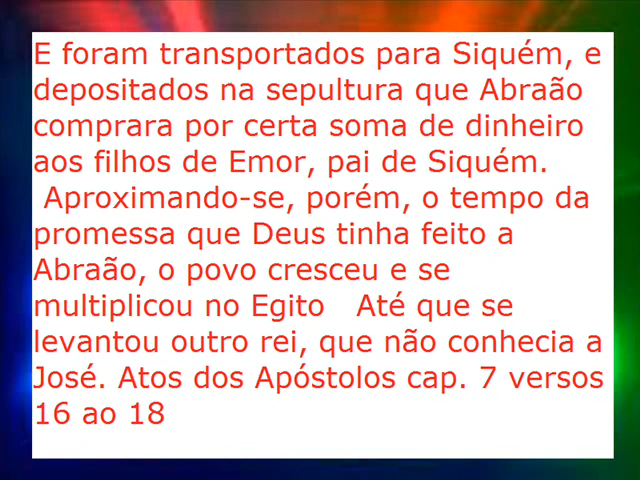 E foram transportados para Siquém, e
depositados na sepultura que Abraão
comprara por certa soma de dinheiro
aos filhos de Emor, pai de Siquém.
Aproximando-se, porém, o tempo da
promessa que Deus tinha feito a
Abraão, o povo cresceu e se
multiplicou no Egito   Até que se
levantou outro rei, que não conhecia a
José. Atos dos Apóstolos cap. 7 versos
16 ao 18